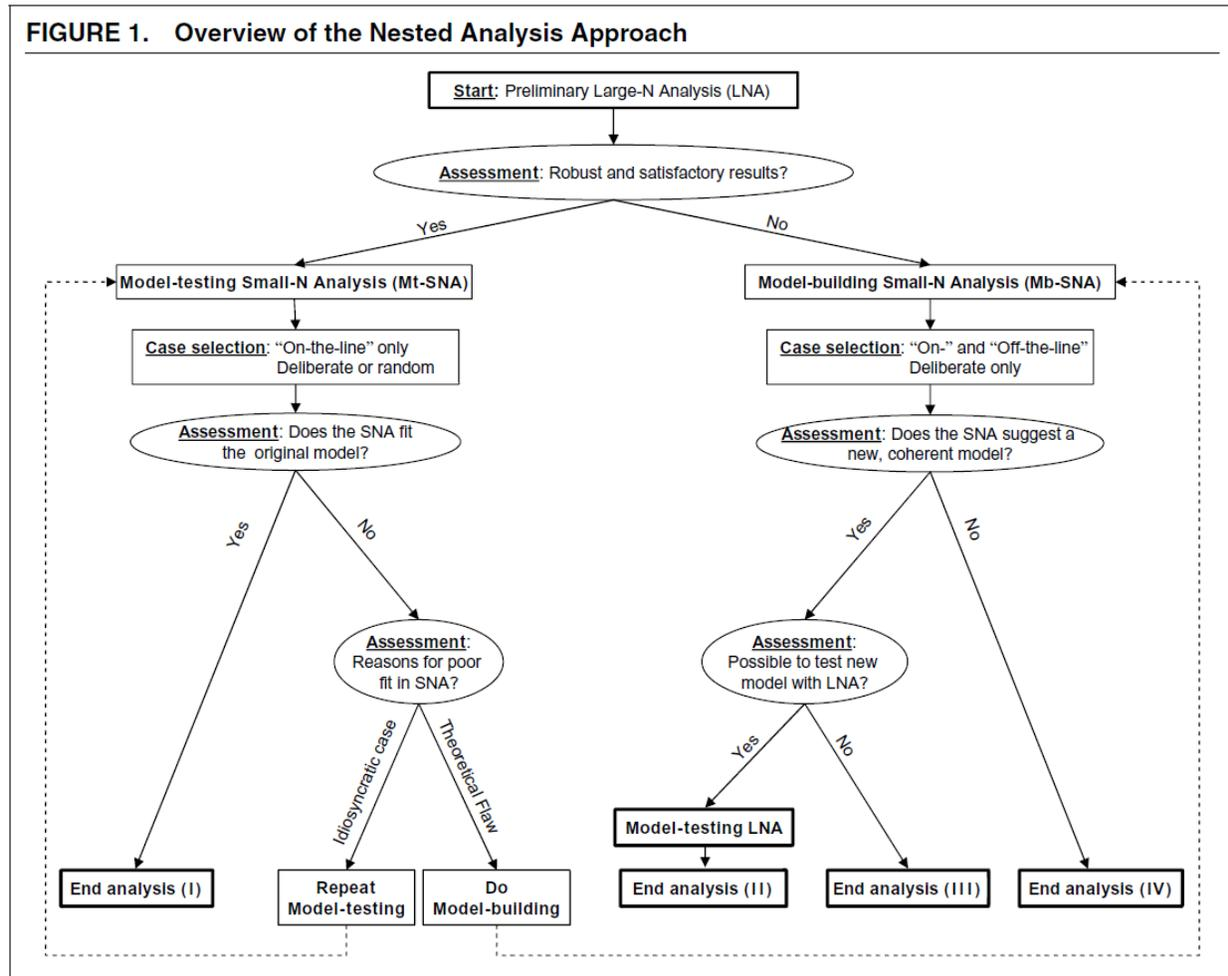 FIGURE 1. Overview of the Nested Analysis Approach
Start: Preliminary Large-N Analysis (LNA)
Assessment: Robust and satisfactory results?
Yes
No
Model-testing Small-N Analysis (Mt-SNA)
Model-building Small-N Analysis (Mb-SNA)
Case selection: “On-the-line” only
Deliberate or random
Case selection: “On-” and “Off-the-line”
Deliberate only
Assessment: Does the SNA fit
the original model?
Assessment: Does the SNA suggest a
new, coherent model?
Yes
No
Yes
No
Assessment:
Reasons for poor
fit in SNA?
Assessment:
Possible to test new
model with LNA?
Idiosyncratic case
Theoretical Flaw
Yes
No
Model-testing LNA
End analysis (I)
Repeat
Model-testing
Do
Model-building
End analysis (II)
End analysis (III)
End analysis (IV)